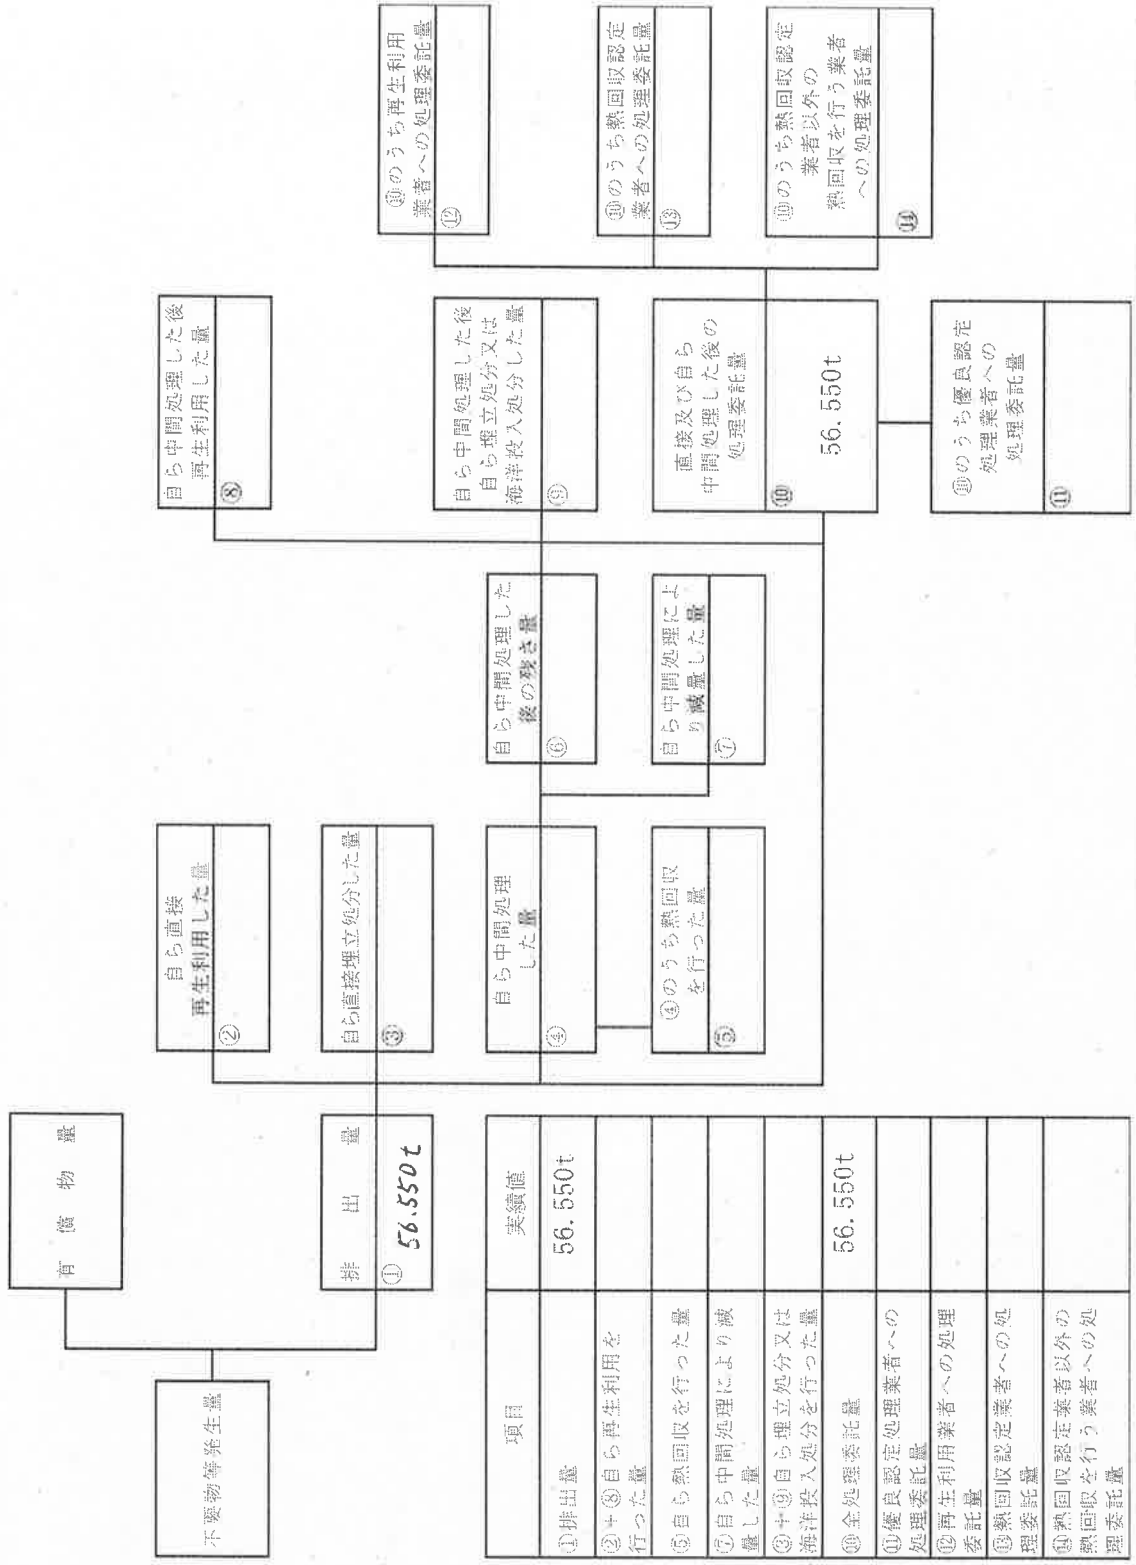 不要物等発生量
有 償 物 量
排 出 量
①
56.550t
自ら直接
再生利用した量
②
自ら直接埋立処分した量
③
自ら中間処理
した量
④
④のうち熱回収
を行った量
⑤
自ら中間処理した
後の残さ量
⑥
自ら中間処理によ
り減量した量
⑦
自ら中間処理した後
再生利用した量
⑧
自ら中間処理した後
自ら埋立処分又は
海洋投入処分した量
⑨
直接及び自ら
中間処理した後の
処理委託量
⑩
56.550t
⑩のうち優良認定
処理業者への
処理委託量
⑪
⑩のうち再生利用
業者への処理委託量
⑫
⑩のうち熱回収認定
業者への処理委託量
⑬
⑩のうち熱回収認定
業者以外の
熱回収を行う業者
への処理委託量
⑭
項目 実績値
①排出量 56.550t
②+⑧自ら再生利用を
行った量
⑤自ら熱回収を行った量
⑦自ら中間処理により減
量した量
③+⑨自ら埋立処分又は
海洋投入処分を行った量
⑩全処理委託量 56.550t
⑪優良認定処理業者への
処理委託量
⑫再生利用業者への処理
委託量
⑬熱回収認定業者への処
理委託量
⑭熱回収認定業者以外の
熱回収を行う業者への処
理委託量